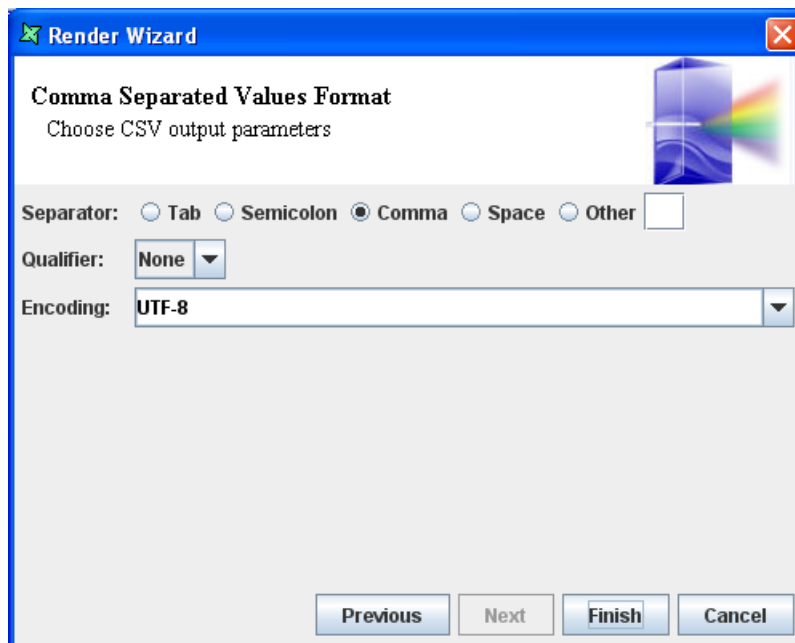 Render Wizard
Comma Separated Values Format
Choose CSV output parameters
Separator: Tab Semicolon Comma Space Other
Qualifier: None
Encoding: UTF-8
Previous Next Finish Cancel